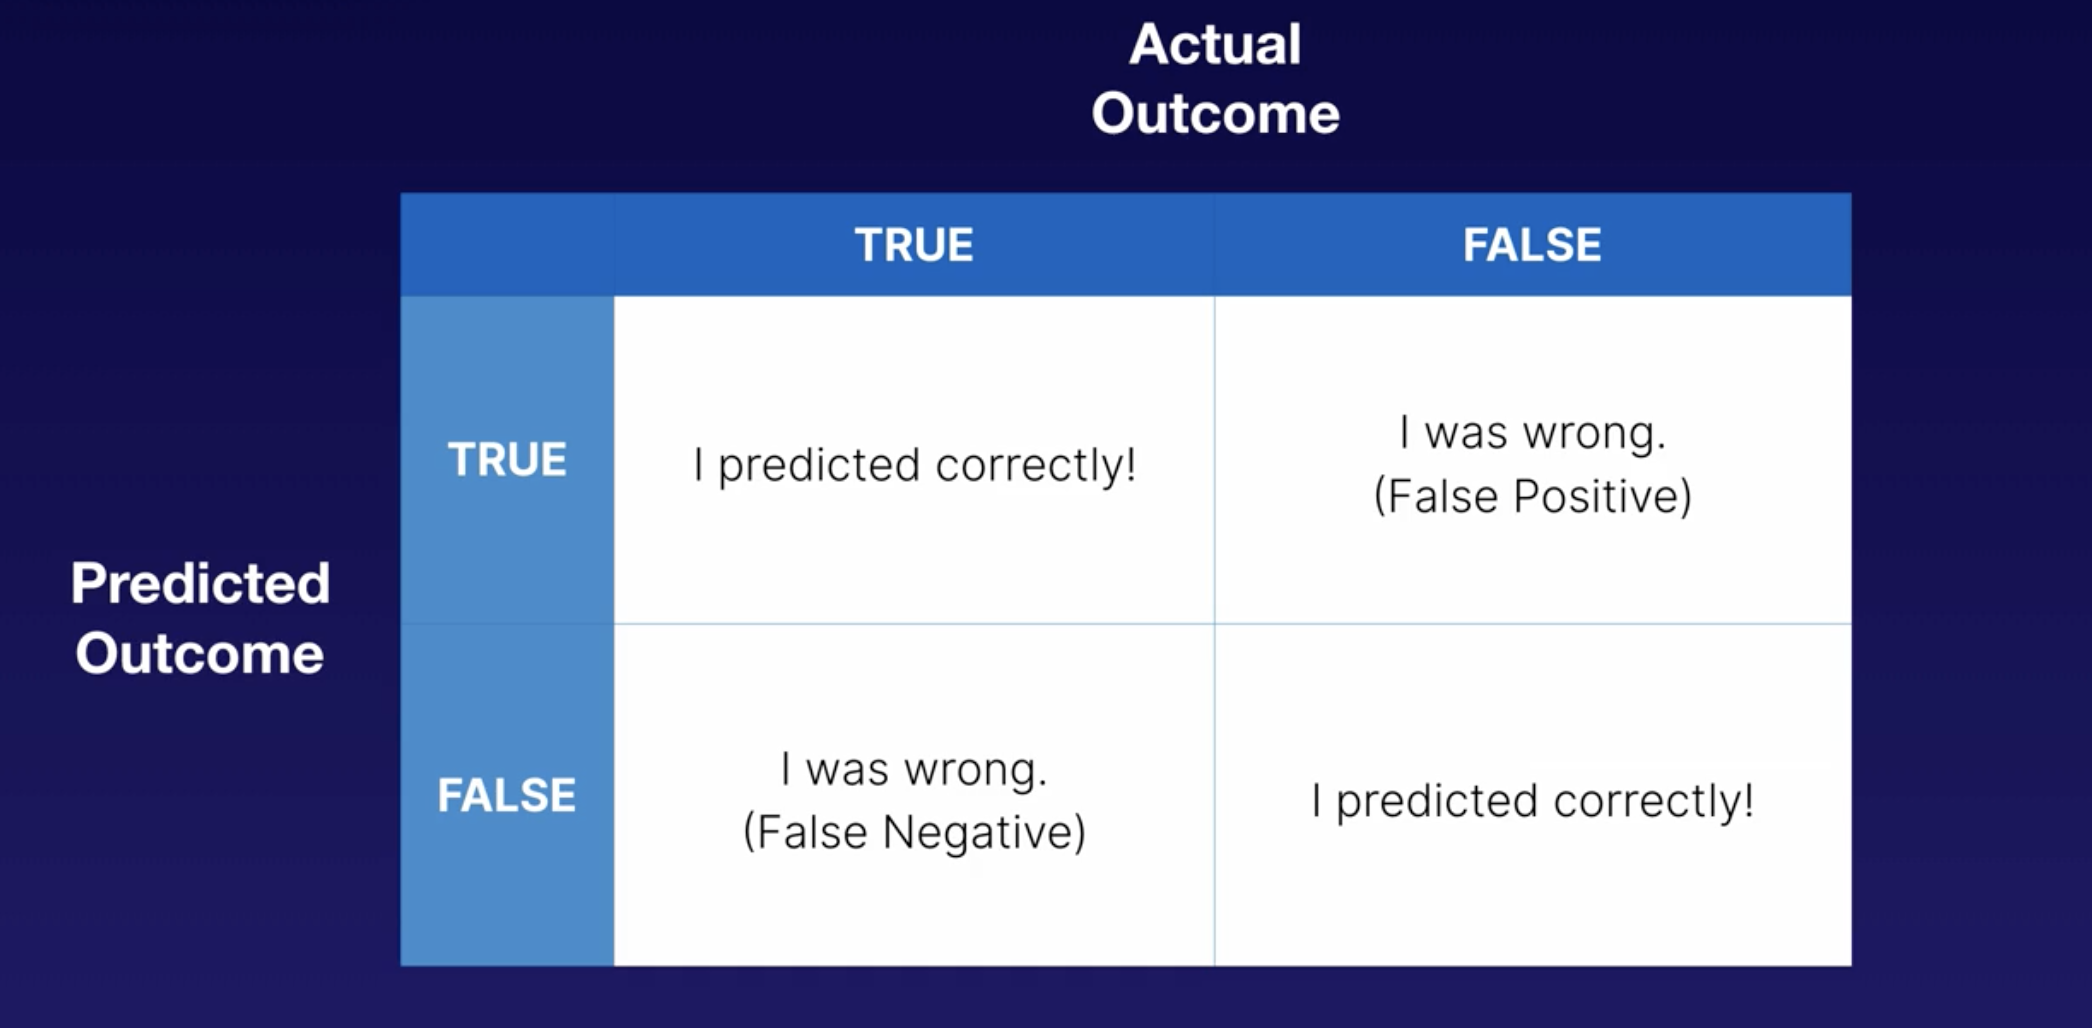 Actual
Outcome
TRUE
FALSE
TRUE
I predicted correctly!
I was wrong.
(False Positive)
Predicted
Outcome
FALSE
I was wrong.
(False Negative)
I predicted correctly!